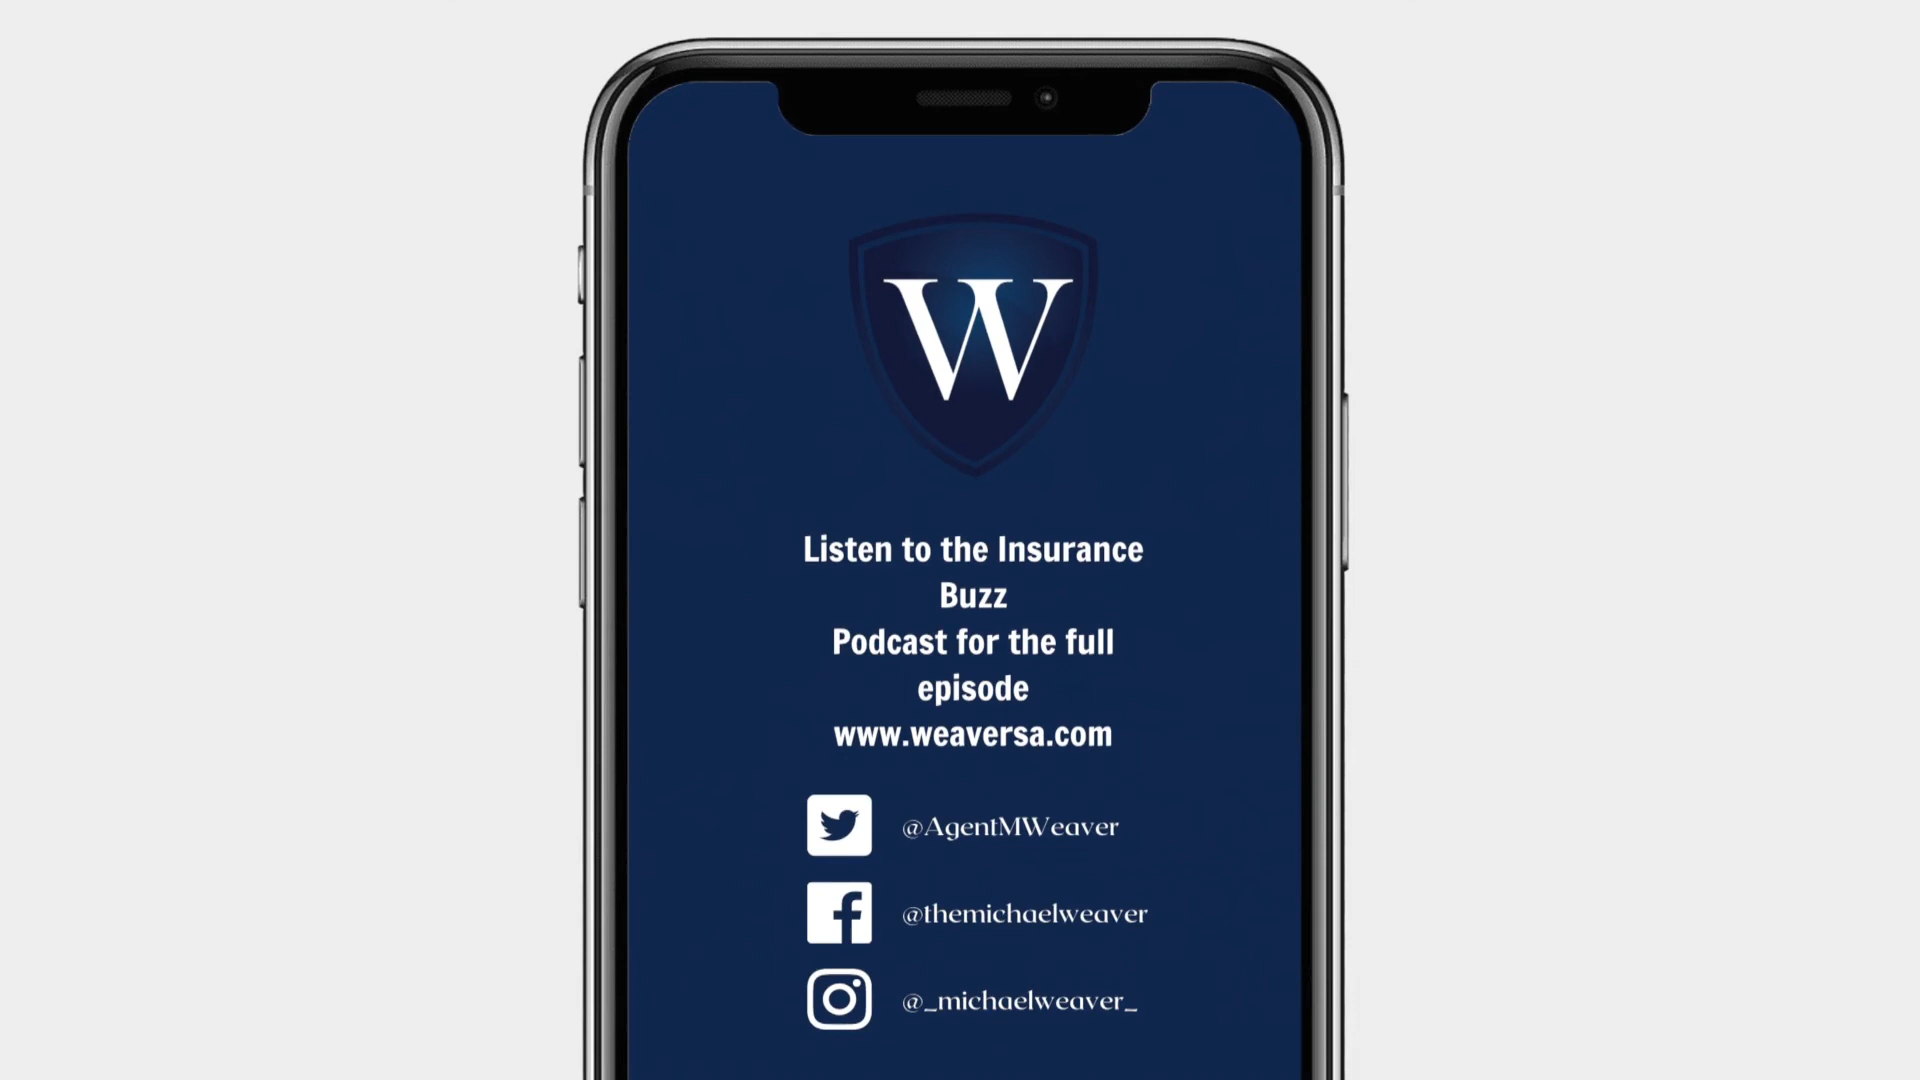 W
Listen to the Insurance
Buzz
Podcast for the full
episode
www.weaversa.com
@AgentMWeaver
@themichaelweaver
@_michaelweaver_